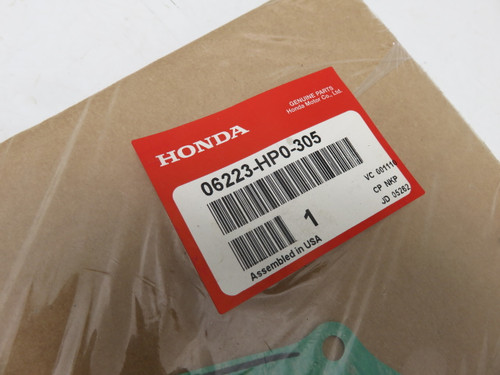 GENUINE PARTS
Honda Motor Co., Ltd.
HONDA
06223-HP0-305
1
VC 001110
CP NKP
JD 05262
Assembled in USA